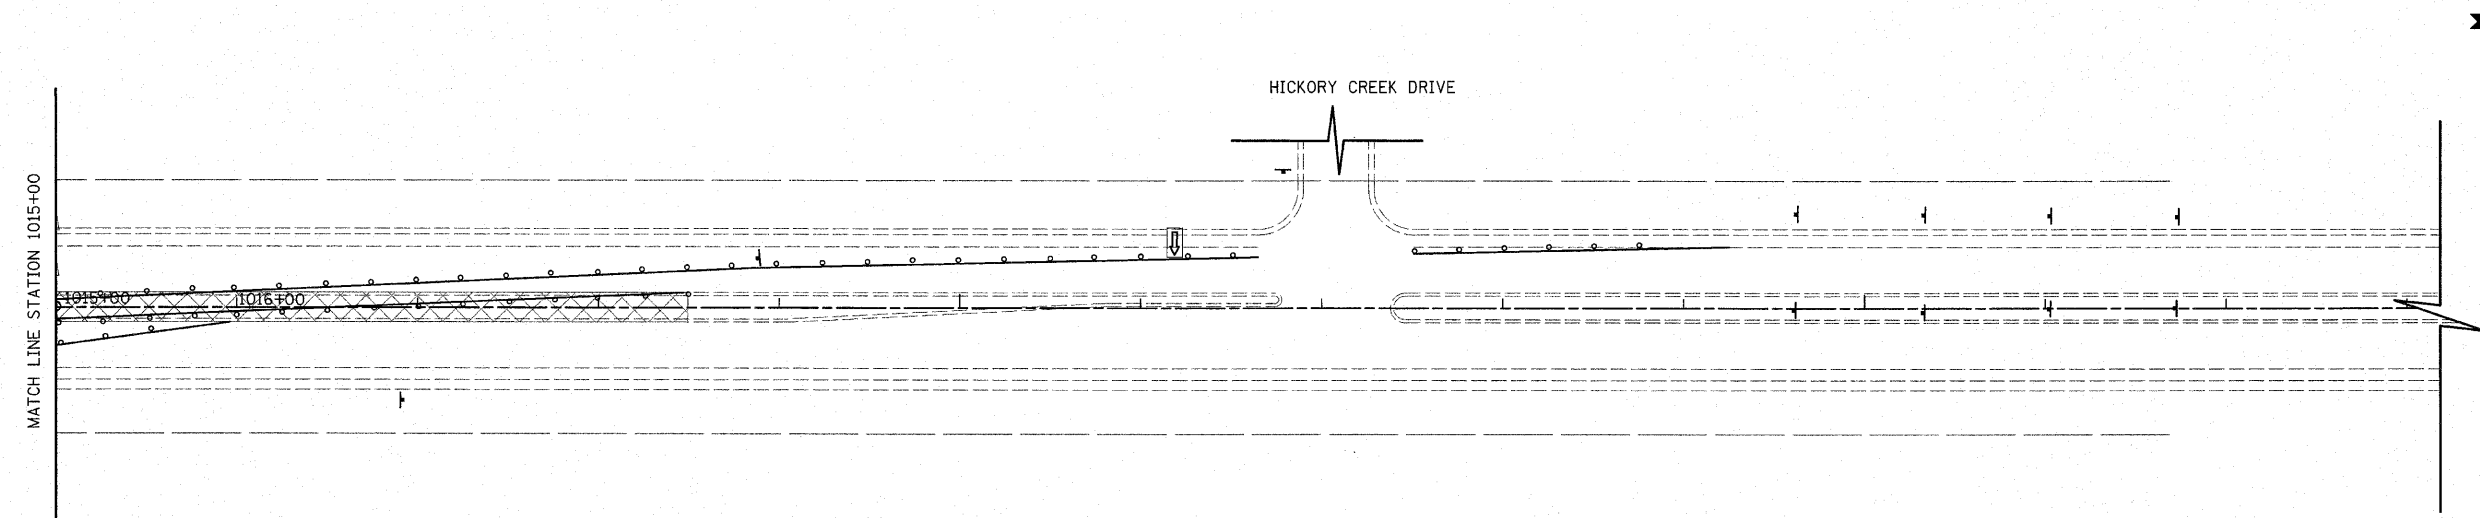 HICKORY CREEK DRIVE
MATCH LINE STATION 1015+00
1015+00
1016+00